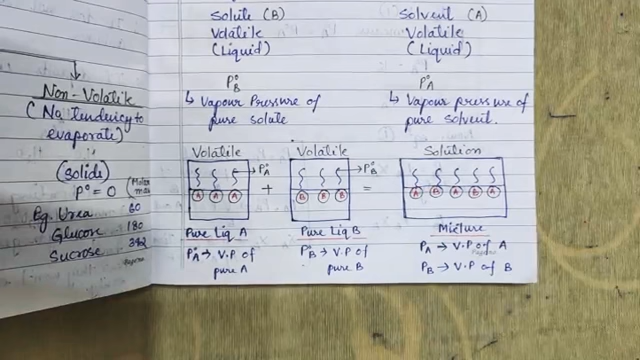 Non-Volatile
(No tendency to
evaporate)
(solids)
P° = 0
Eg. Urea 60
Glucose 180
Sucrose 342
Solute (B)
Volatile
(Liquid)
P°B
↳ Vapour Pressure of
pure solute
Solvent (A)
Volatile
(Liquid)
P°A
↳ Vapour pressure of
pure solvent.
Volatile Volatile Solution
→P°A →P°B
A A A + B B B = A B A B A
Pure Liq A Pure Liq B Mixture
P°A → V.P of
pure A
P°B → V.P of
pure B
PA → V.P of A
PB → V.P of B